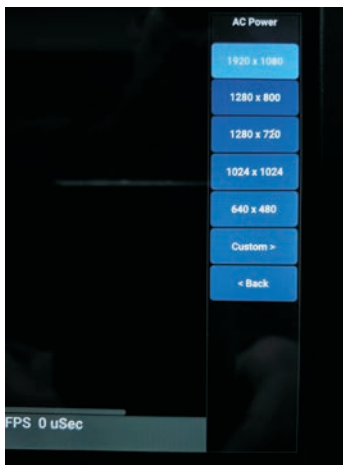 AC Power
1920 x 1080
1280 x 800
1280 x 720
1024 x 1024
640 x 480
Custom >
< Back
FPS 0 uSec